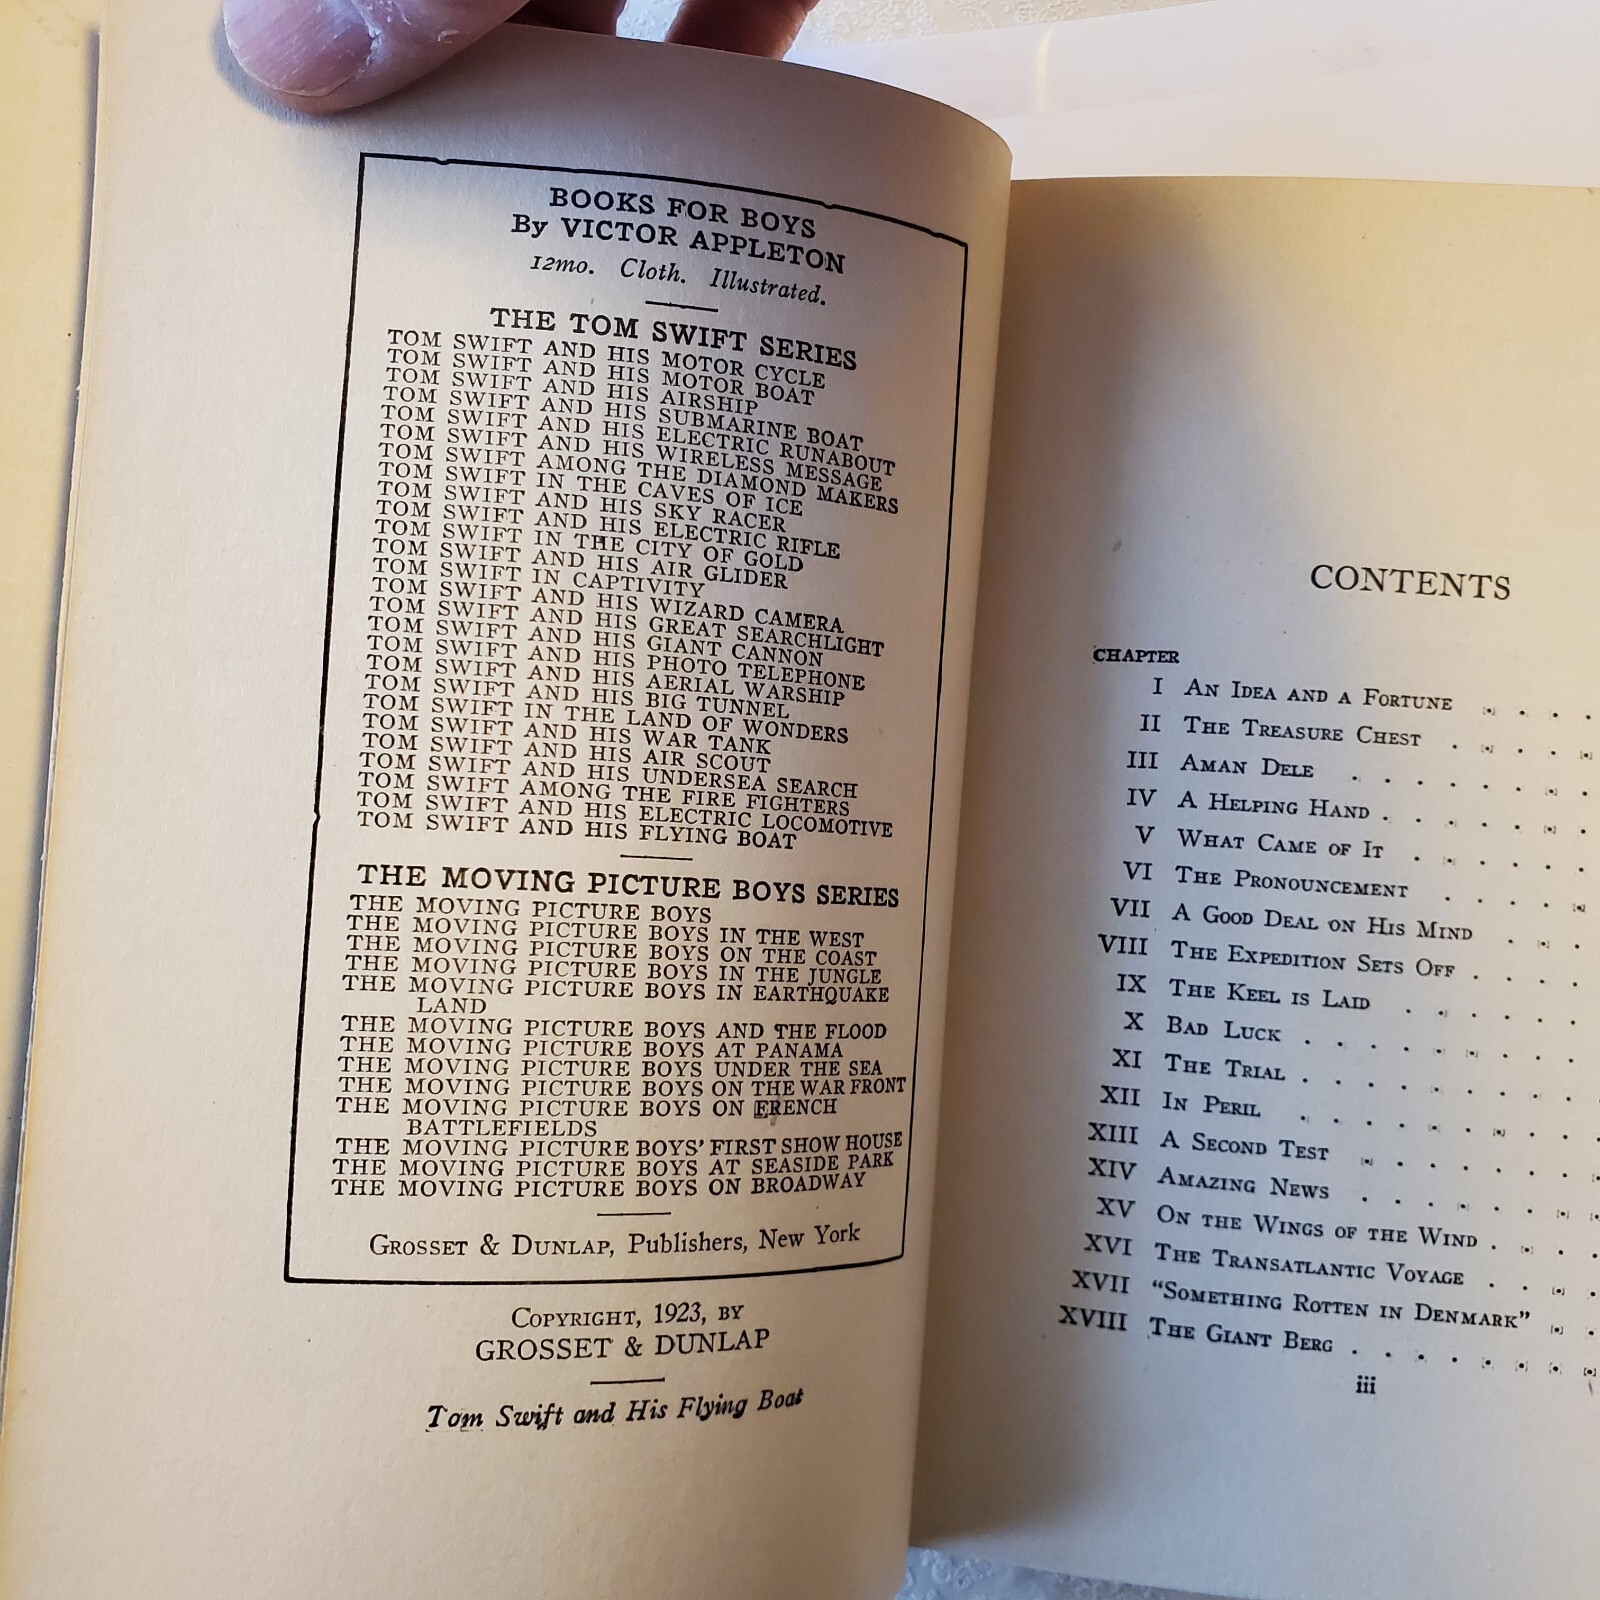 BOOKS FOR BOYS
By VICTOR APPLETON
12mo. Cloth. Illustrated.
THE TOM SWIFT SERIES
TOM SWIFT AND HIS MOTOR CYCLE
TOM SWIFT AND HIS MOTOR BOAT
TOM SWIFT AND HIS AIRSHIP
TOM SWIFT AND HIS SUBMARINE BOAT
TOM SWIFT AND HIS ELECTRIC RUNABOUT
TOM SWIFT AND HIS WIRELESS MESSAGE
TOM SWIFT AMONG THE DIAMOND MAKERS
TOM SWIFT IN THE CAVES OF ICE
TOM SWIFT AND HIS SKY RACER
TOM SWIFT AND HIS ELECTRIC RIFLE
TOM SWIFT IN THE CITY OF GOLD
TOM SWIFT AND HIS AIR GLIDER
TOM SWIFT IN CAPTIVITY
TOM SWIFT AND HIS WIZARD CAMERA
TOM SWIFT AND HIS GREAT SEARCHLIGHT
TOM SWIFT AND HIS GIANT CANNON
TOM SWIFT AND HIS PHOTO TELEPHONE
TOM SWIFT AND HIS AERIAL WARSHIP
TOM SWIFT AND HIS BIG TUNNEL
TOM SWIFT IN THE LAND OF WONDERS
TOM SWIFT AND HIS WAR TANK
TOM SWIFT AND HIS AIR SCOUT
TOM SWIFT AND HIS UNDERSEA SEARCH
TOM SWIFT AMONG THE FIRE FIGHTERS
TOM SWIFT AND HIS ELECTRIC LOCOMOTIVE
TOM SWIFT AND HIS FLYING BOAT
THE MOVING PICTURE BOYS SERIES
THE MOVING PICTURE BOYS
THE MOVING PICTURE BOYS IN THE WEST
THE MOVING PICTURE BOYS ON THE COAST
THE MOVING PICTURE BOYS IN THE JUNGLE
THE MOVING PICTURE BOYS IN EARTHQUAKE
LAND
THE MOVING PICTURE BOYS AND THE FLOOD
THE MOVING PICTURE BOYS AT PANAMA
THE MOVING PICTURE BOYS UNDER THE SEA
THE MOVING PICTURE BOYS ON THE WAR FRONT
THE MOVING PICTURE BOYS ON FRENCH
BATTLEFIELDS
THE MOVING PICTURE BOYS' FIRST SHOW HOUSE
THE MOVING PICTURE BOYS AT SEASIDE PARK
THE MOVING PICTURE BOYS ON BROADWAY
GROSSET & DUNLAP, Publishers, New York
COPYRIGHT, 1923, BY
GROSSET & DUNLAP
Tom Swift and His Flying Boat
CONTENTS
CHAPTER
I AN IDEA AND A FORTUNE
II THE TREASURE CHEST
III AMAN DELE
IV A HELPING HAND
V WHAT CAME OF IT
VI THE PRONOUNCEMENT
VII A GOOD DEAL ON HIS MIND
VIII THE EXPEDITION SETS OFF
IX THE KEEL IS LAID
X BAD LUCK
XI THE TRIAL
XII IN PERIL
XIII A SECOND TEST
XIV AMAZING NEWS
XV ON THE WINGS OF THE WIND
XVI THE TRANSATLANTIC VOYAGE
XVII "SOMETHING ROTTEN IN DENMARK"
XVIII THE GIANT BERG
iii